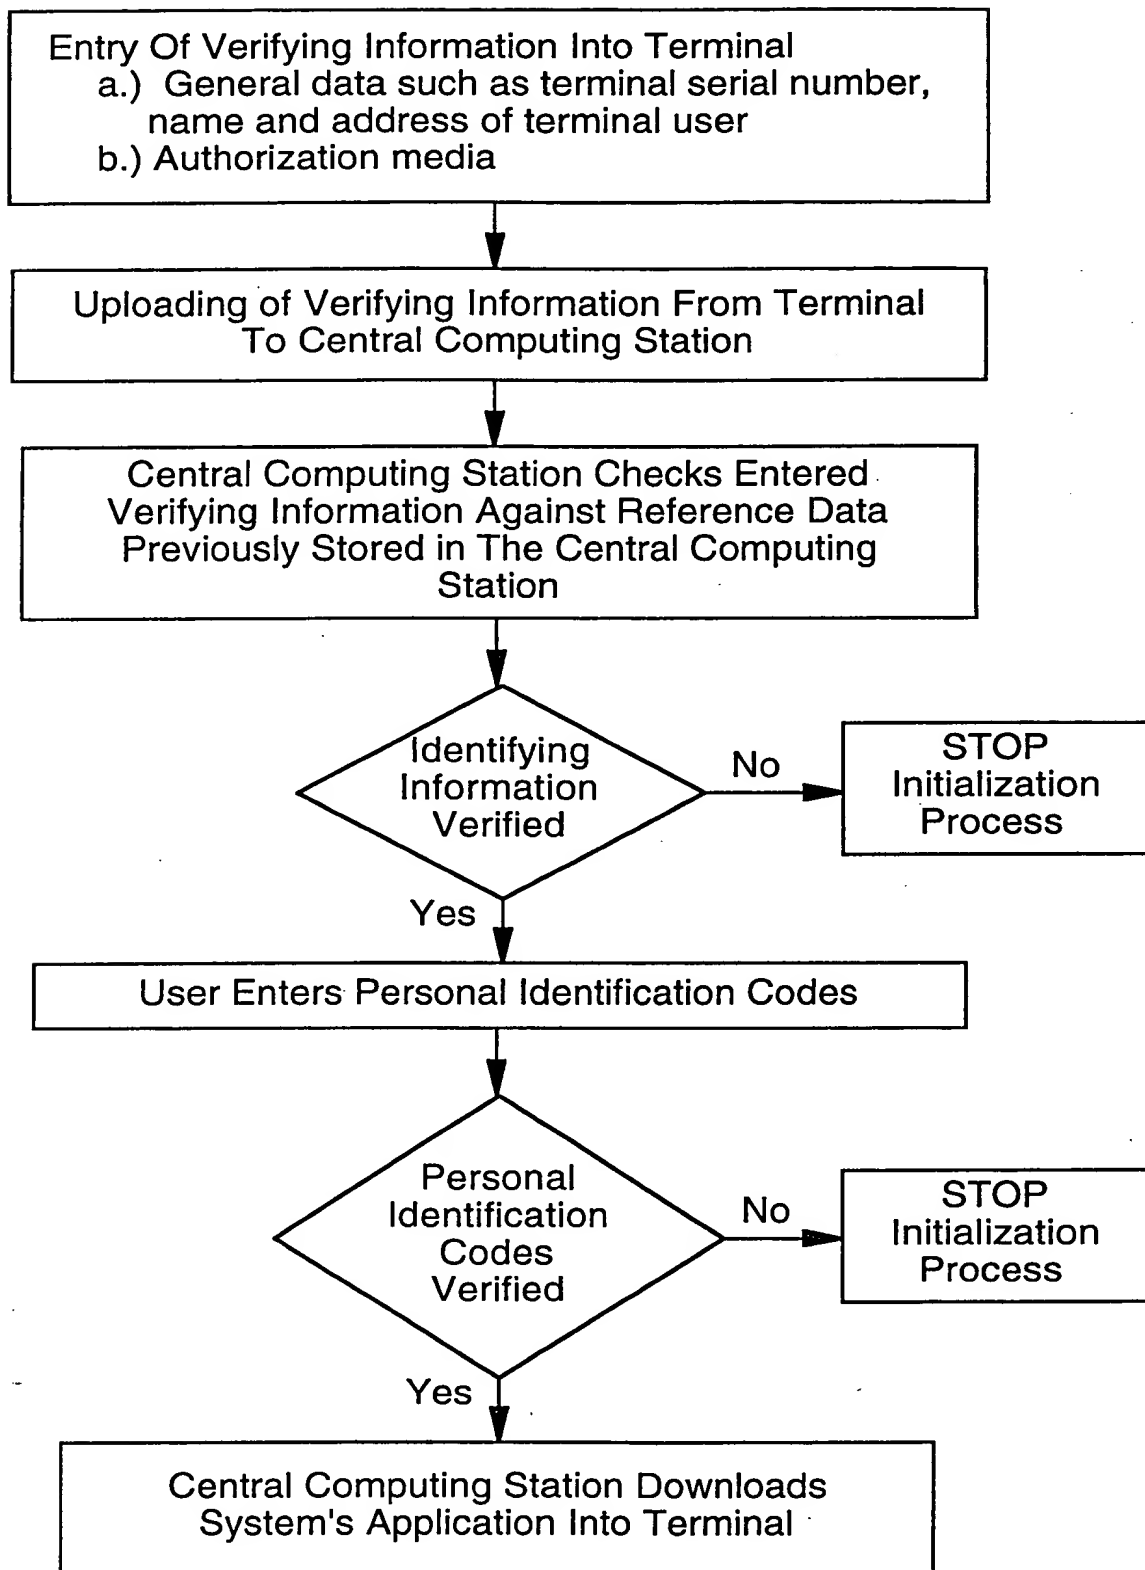 Entry Of Verifying Information Into Terminal
a.) General data such as terminal serial number,
name and address of terminal user
b.) Authorization media
Uploading of Verifying Information From Terminal
To Central Computing Station
Central Computing Station Checks Entered
Verifying Information Against Reference Data
Previously Stored in The Central Computing
Station
Identifying
Information
Verified
No
STOP
Initialization
Process
Yes
User Enters Personal Identification Codes
Personal
Identification
Codes
Verified
No
STOP
Initialization
Process
Yes
Central Computing Station Downloads
System's Application Into Terminal